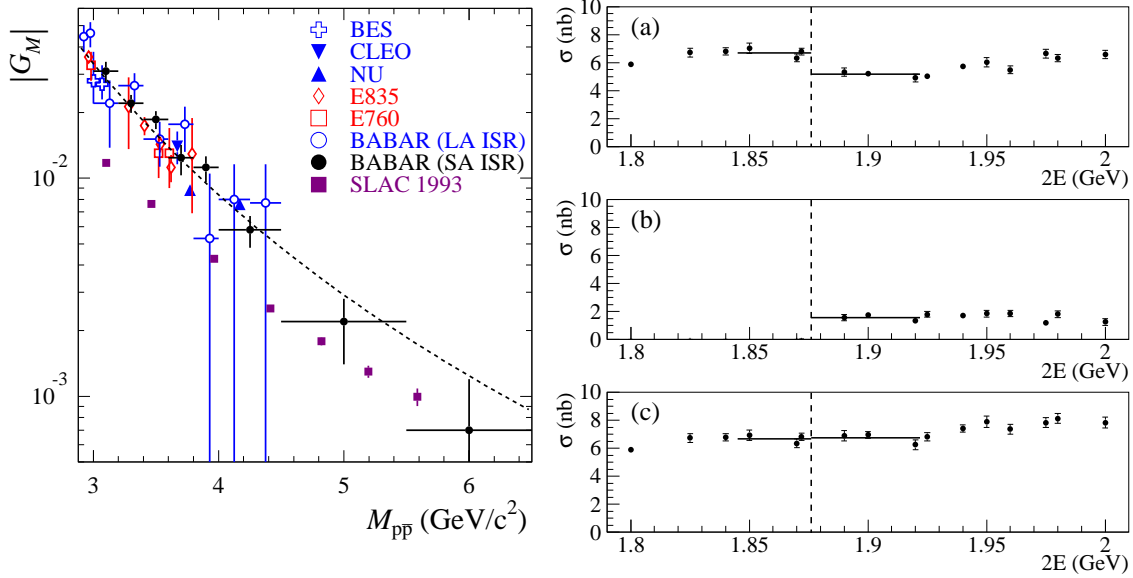 |G_M|
10^-2
10^-3
BES
CLEO
NU
E835
E760
BABAR (LA ISR)
BABAR (SA ISR)
SLAC 1993
3 4 5 6
M_pp̅ (GeV/c²)
(a)
σ (nb)
10
8
6
4
2
0
1.8 1.85 1.9 1.95 2
2E (GeV)
(b)
σ (nb)
10
8
6
4
2
0
1.8 1.85 1.9 1.95 2
2E (GeV)
(c)
σ (nb)
10
8
6
4
2
0
1.8 1.85 1.9 1.95 2
2E (GeV)